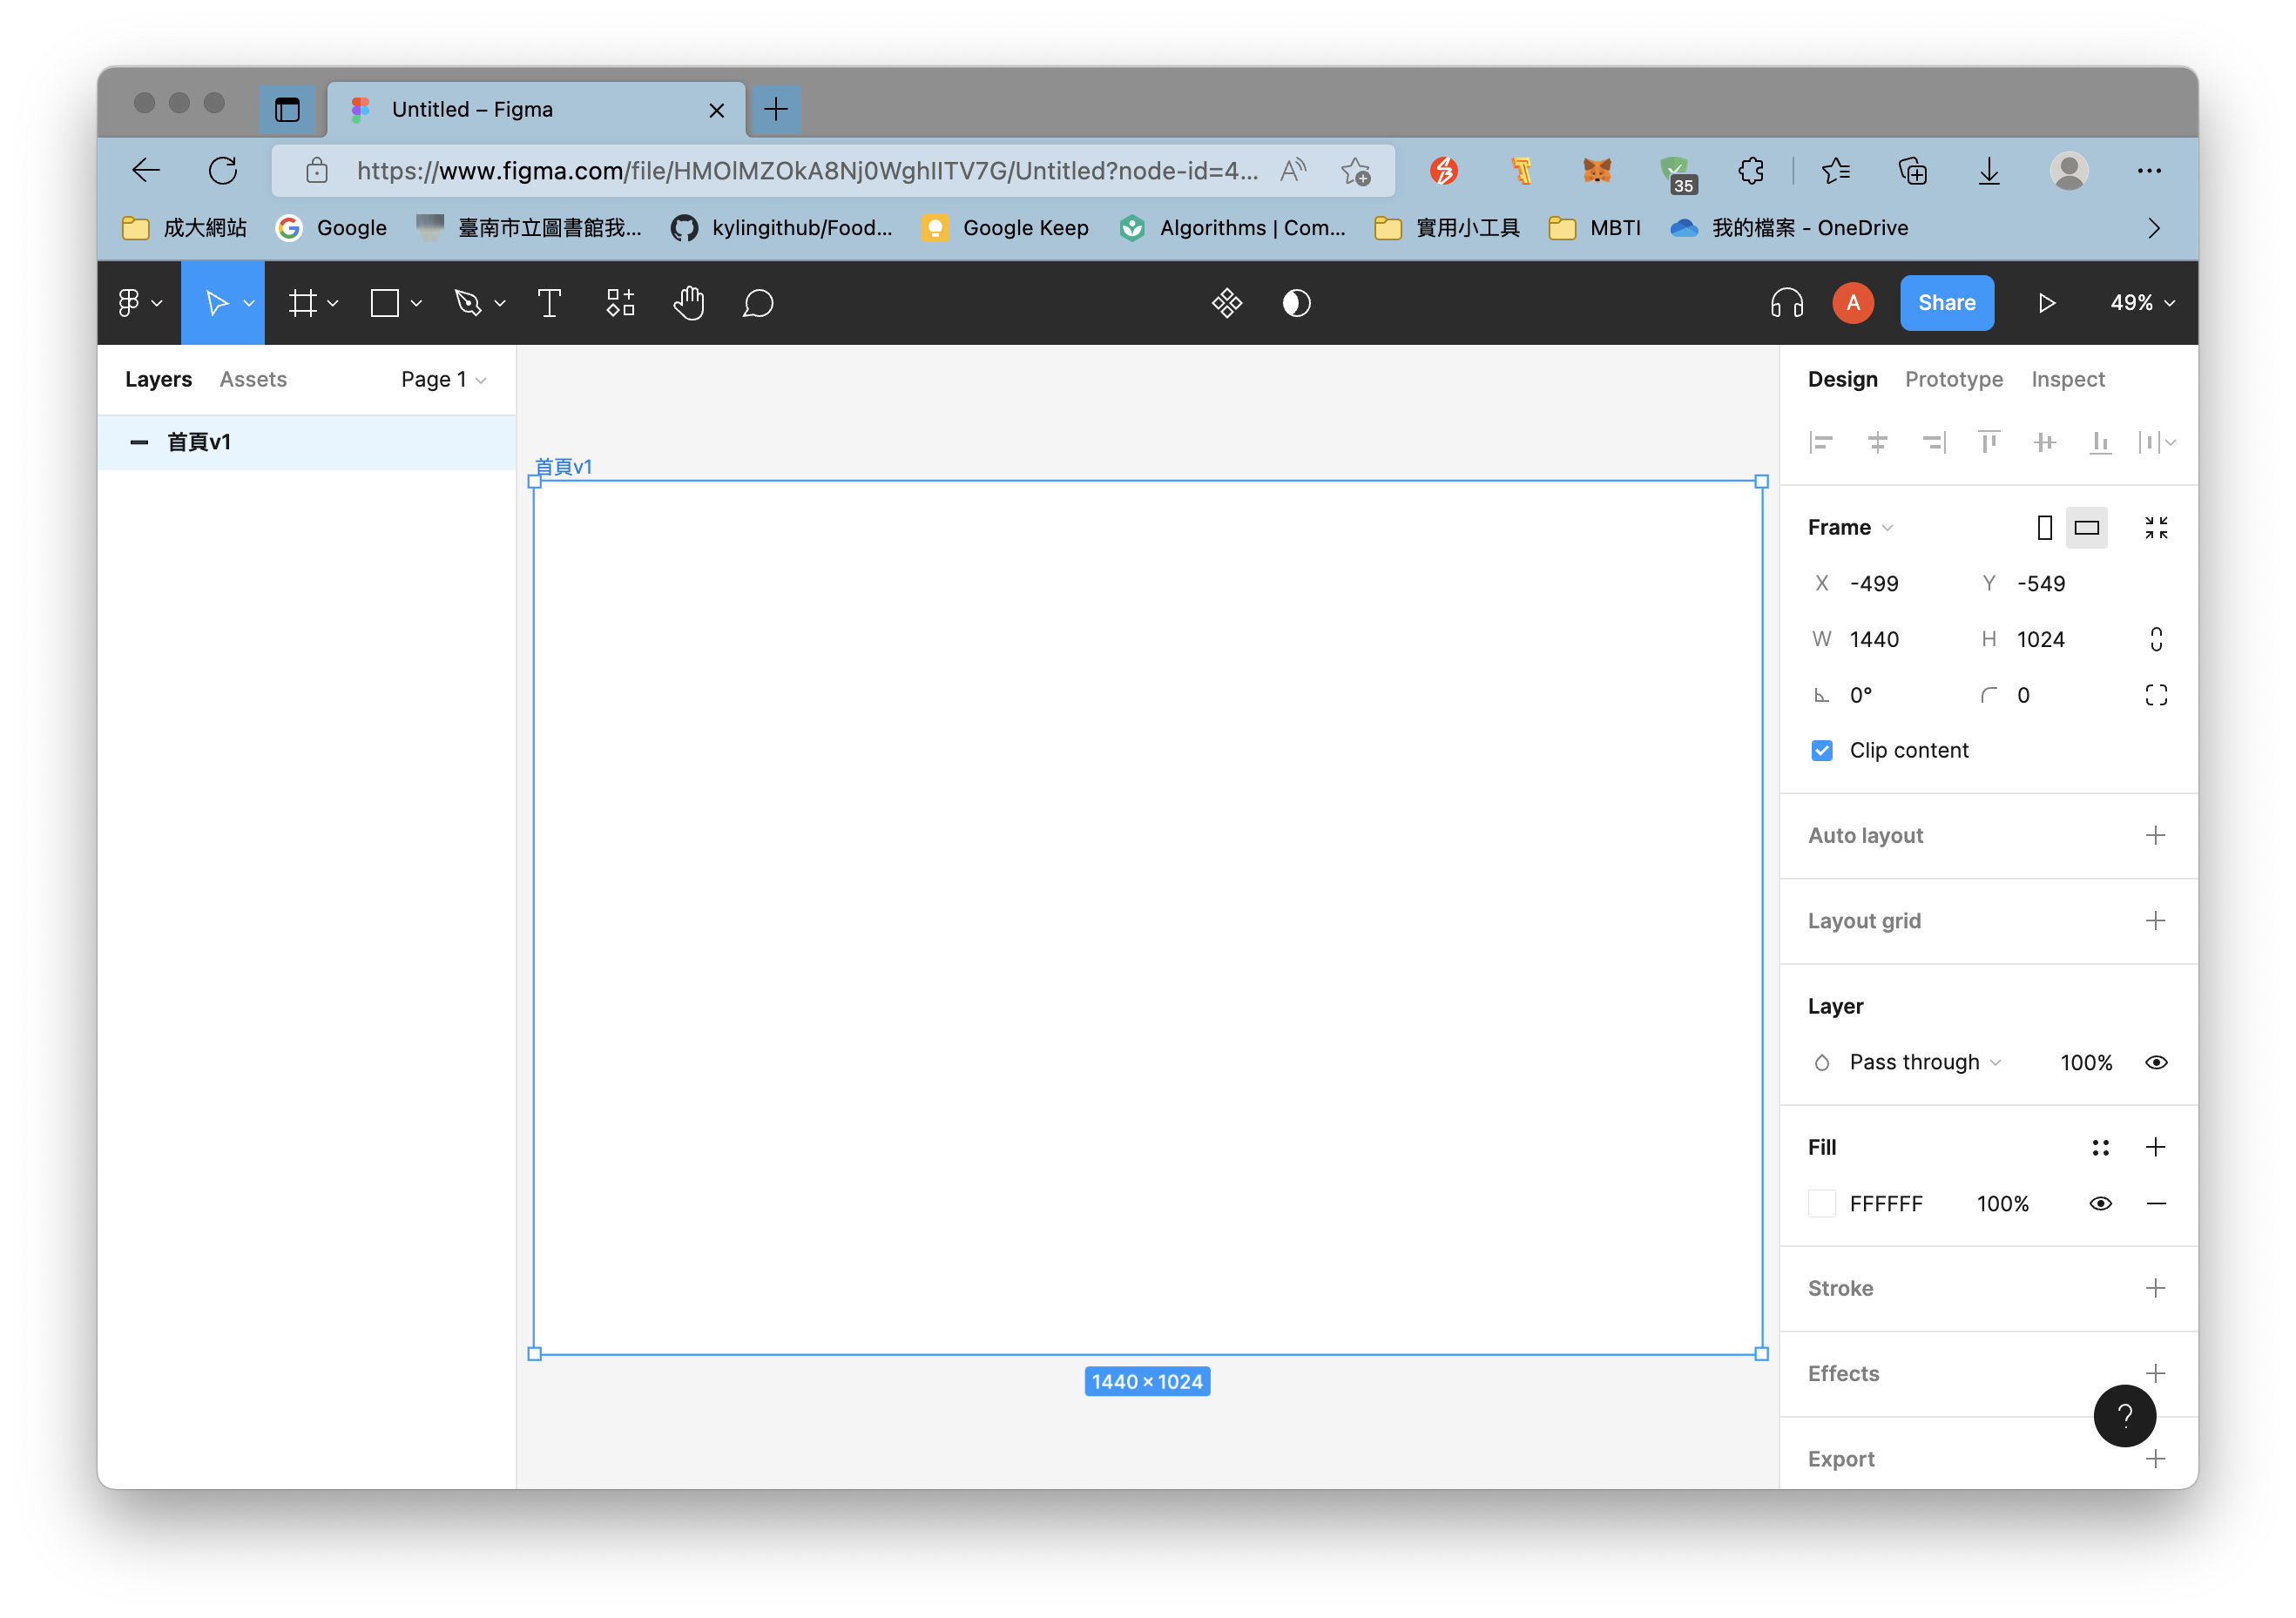 Untitled – Figma
https://www.figma.com/file/HMOlMZOkA8Nj0WghIITV7G/Untitled?node-id=4...
35
成大網站
Google
臺南市立圖書館我...
kylingithub/Food...
Google Keep
Algorithms | Com...
實用小工具
MBTI
我的檔案 - OneDrive
A
Share
49%
Layers
Assets
Page 1
首頁v1
首頁v1
1440 × 1024
Design
Prototype
Inspect
Frame
X -499
Y -549
W 1440
H 1024
0°
0
Clip content
Auto layout
Layout grid
Layer
Pass through
100%
Fill
FFFFFF
100%
Stroke
Effects
?
Export